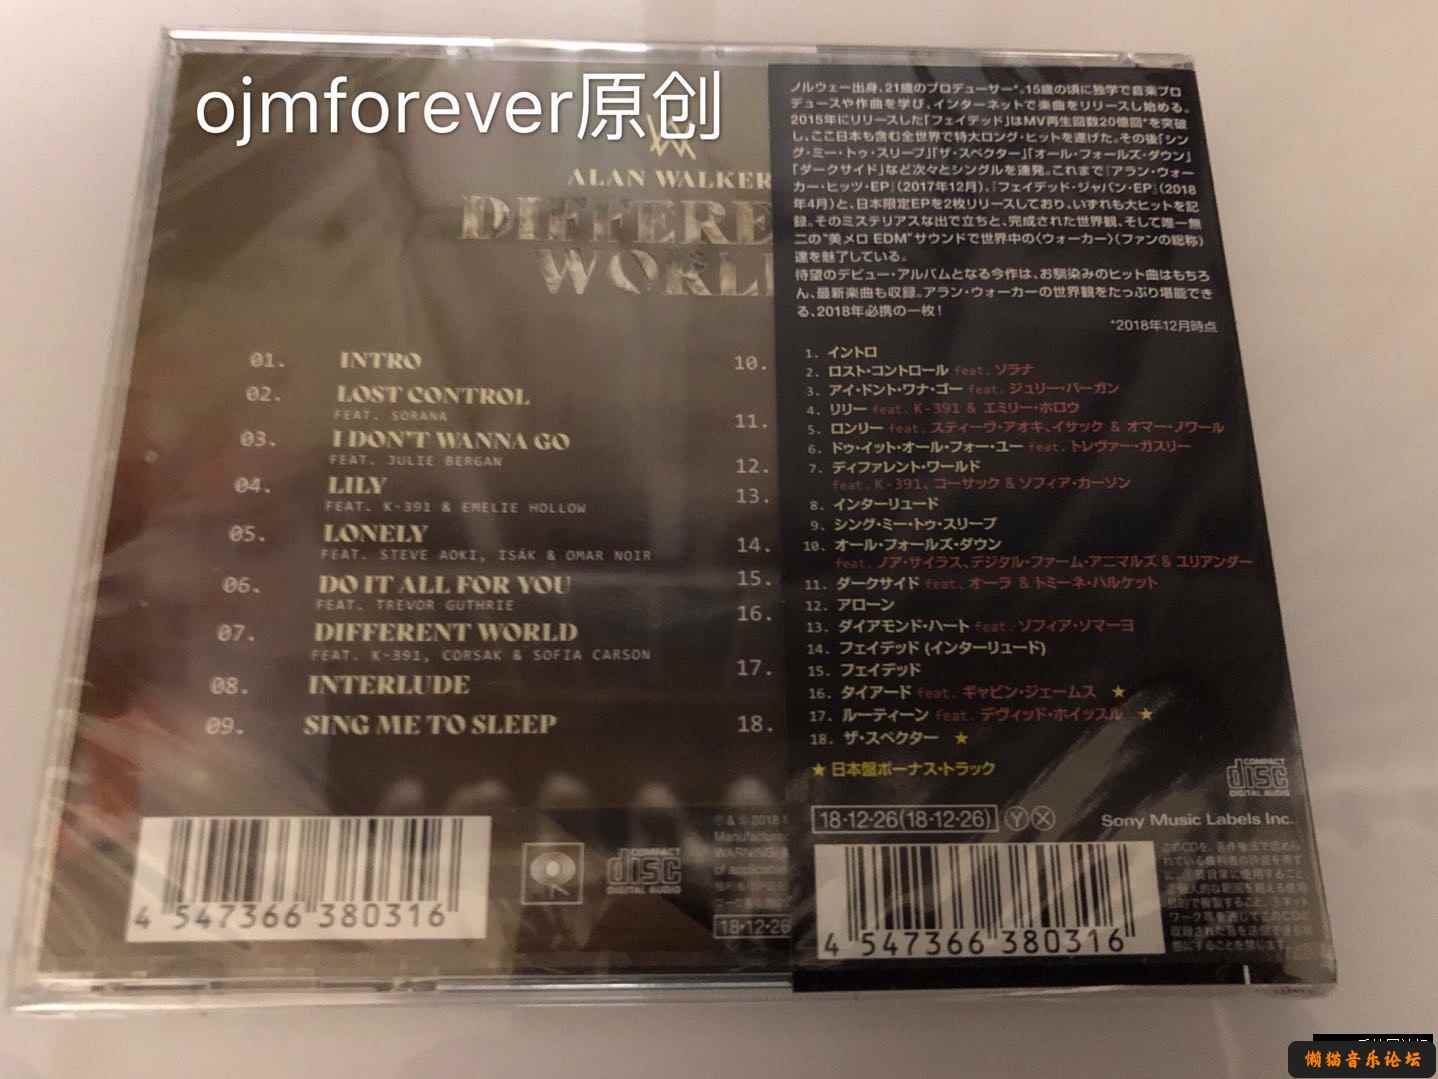 ojmforever原创
ALAN WALKER
DIFFERE
WORL
01. INTRO
02. LOST CONTROL
FEAT. SORANA
03. I DON'T WANNA GO
FEAT. JULIE BERGAN
04. LILY
FEAT. K-391 & EMELIE HOLLOW
05. LONELY
FEAT. STEVE AOKI, ISÁK & OMAR NOIR
06. DO IT ALL FOR YOU
FEAT. TREVOR GUTHRIE
07. DIFFERENT WORLD
FEAT. K-391, CORSAK & SOFIA CARSON
08. INTERLUDE
09. SING ME TO SLEEP
10.
11.
12.
13.
14.
15.
16.
17.
18.
4 547366 380316
COMPACT
disc
DIGITAL AUDIO
℗ & © 2018
Manufacture
WARNING
of applicatio
18·12·26
ノルウェー出身、21歳のプロデューサー*。15歳の頃に独学で音楽プロ
デュースや作曲を学び、インターネットで楽曲をリリースし始める。
2015年にリリースした「フェイデッド」はMV再生回数20億回*を突破
し、ここ日本も含む全世界で特大ロング・ヒットを遂げた。その後「シン
グ・ミー・トゥ・スリープ」「ザ・スペクター」「オール・フォールズ・ダウン」
「ダークサイド」など次々とシングルを連発。これまで『アラン・ウォー
カー・ヒッツ・EP』(2017年12月)、『フェイデッド・ジャパン・EP』(2018
年4月)と、日本限定EPを2枚リリースしており、いずれも大ヒットを記
録。そのミステリアスな出で立ちと、完成された世界観、そして唯一無
二の“美メロ EDM”サウンドで世界中の〈ウォーカー〉(ファンの総称)
達を魅了している。
待望のデビュー・アルバムとなる今作は、お馴染みのヒット曲はもちろ
ん、最新楽曲も収録。アラン・ウォーカーの世界観をたっぷり堪能でき
る、2018年必携の一枚！
*2018年12月時点
1. イントロ
2. ロスト・コントロール feat. ソラナ
3. アイ・ドント・ワナ・ゴー feat. ジュリー・バーガン
4. リリー feat. K-391 & エミリー・ホロウ
5. ロンリー feat. スティーヴ・アオキ、イサック & オマー・ノワール
6. ドゥ・イット・オール・フォー・ユー feat. トレヴァー・ガスリー
7. ディファレント・ワールド
feat. K-391、コーサック & ソフィア・カーソン
8. インターリュード
9. シング・ミー・トゥ・スリープ
10. オール・フォールズ・ダウン
feat. ノア・サイラス、デジタル・ファーム・アニマルズ & ユリアンダー
11. ダークサイド feat. オーラ & トミーネ・ハルケット
12. アローン
13. ダイアモンド・ハート feat. ソフィア・ソマーヨ
14. フェイデッド (インターリュード)
15. フェイデッド
16. タイアード feat. ギャビン・ジェームス ★
17. ルーティーン feat. デヴィッド・ホイッスル ★
18. ザ・スペクター ★
★ 日本盤ボーナス・トラック
COMPACT
disc
DIGITAL AUDIO
18·12·26(18·12·26) Ⓨ Ⓧ Sony Music Labels Inc.
4 547366 380316
懒猫音乐论坛